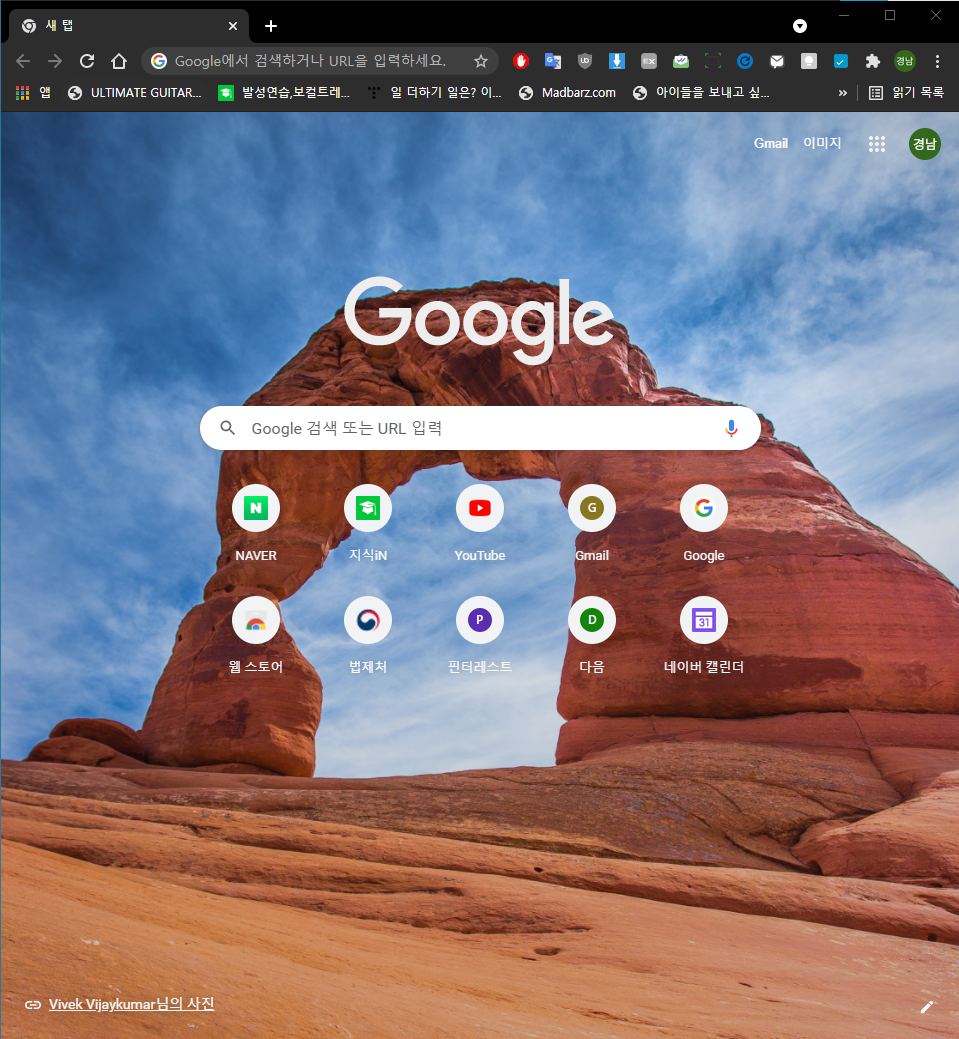 새 탭
Google에서 검색하거나 URL을 입력하세요.
경남
앱
ULTIMATE GUITAR...
발성연습,보컬트레...
일 더하기 일은? 이...
Madbarz.com
아이들을 보내고 싶...
»
읽기 목록
Gmail
이미지
경남
Google
Google 검색 또는 URL 입력
N
G
NAVER
지식iN
YouTube
Gmail
Google
P
D
31
웹 스토어
법제처
핀터레스트
다음
네이버 캘린더
Vivek Vijaykumar님의 사진